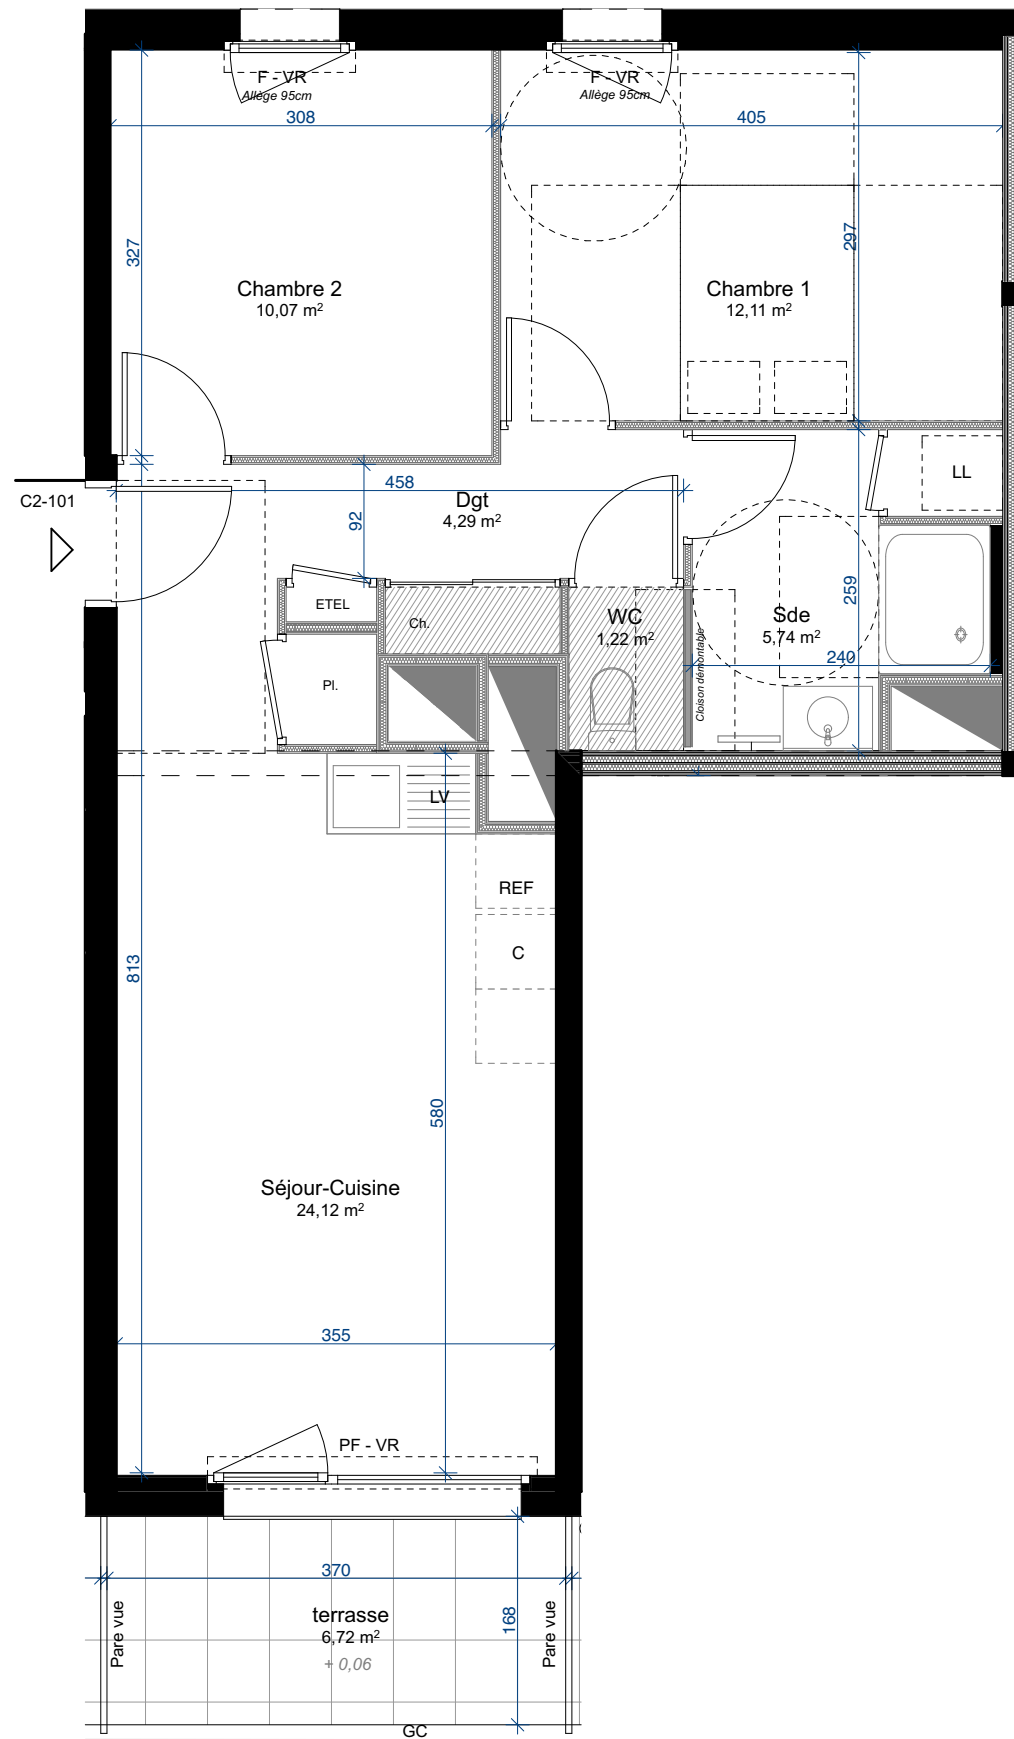 F - VR
Allège 95cm
F - VR
Allège 95cm
308
405
327
297
Chambre 2
10,07 m²
Chambre 1
12,11 m²
C2-101
458
Dgt
4,29 m²
92
LL
ETEL
Ch.
WC
1,22 m²
Sde
5,74 m²
259
240
Cloison démontable
Pl.
LV
REF
C
813
580
Séjour-Cuisine
24,12 m²
355
PF - VR
370
terrasse
6,72 m²
+ 0,06
168
Pare vue
Pare vue
GC